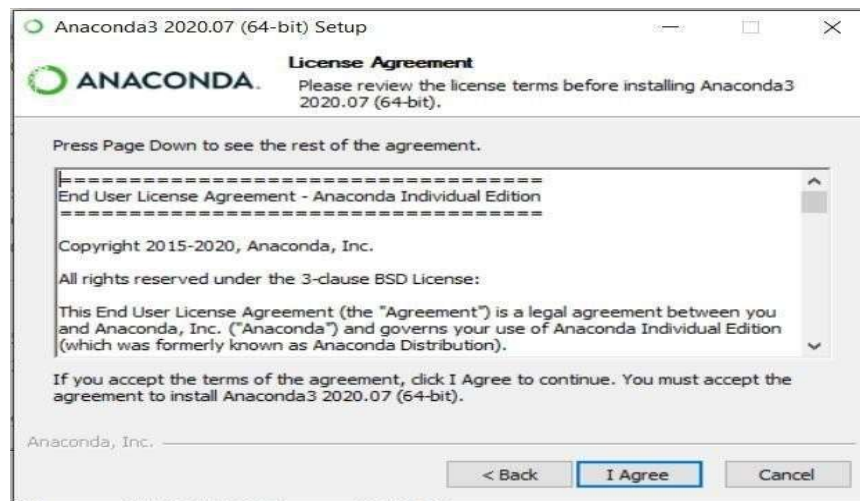 Anaconda3 2020.07 (64-bit) Setup
ANACONDA.
License Agreement
Please review the license terms before installing Anaconda3
2020.07 (64-bit).
Press Page Down to see the rest of the agreement.
===================================
End User License Agreement - Anaconda Individual Edition
===================================
Copyright 2015-2020, Anaconda, Inc.
All rights reserved under the 3-clause BSD License:
This End User License Agreement (the "Agreement") is a legal agreement between you
and Anaconda, Inc. ("Anaconda") and governs your use of Anaconda Individual Edition
(which was formerly known as Anaconda Distribution).
If you accept the terms of the agreement, click I Agree to continue. You must accept the
agreement to install Anaconda3 2020.07 (64-bit).
Anaconda, Inc.
< Back
I Agree
Cancel